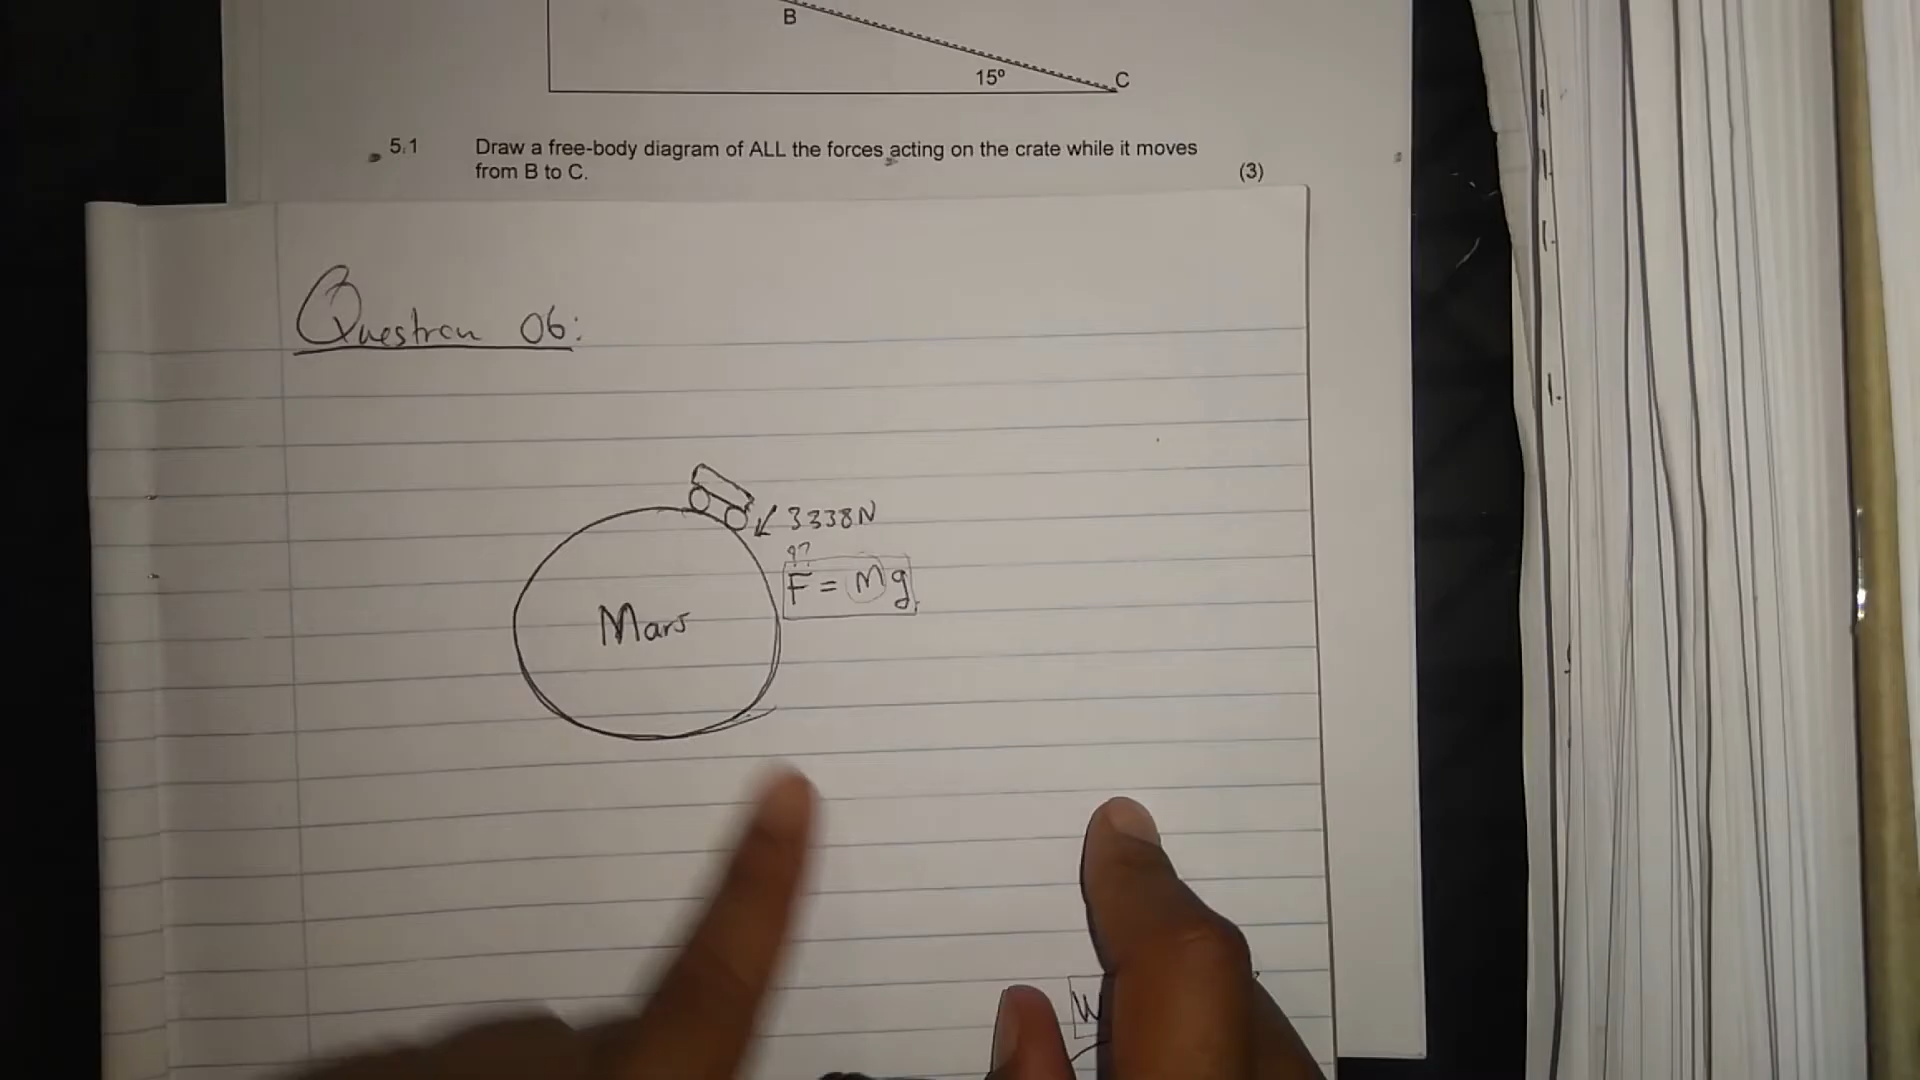 B
15º
C
5.1 Draw a free-body diagram of ALL the forces acting on the crate while it moves
from B to C. (3)
Question 06:
3338N
F = mg
Mars
W